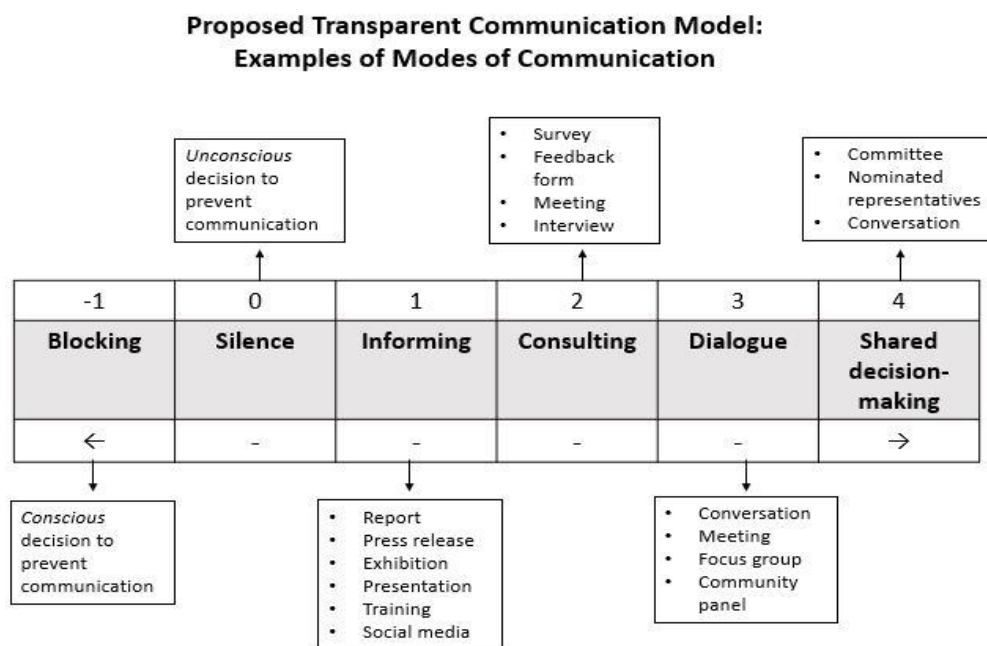 Proposed Transparent Communication Model:
Examples of Modes of Communication
Unconscious
decision to
prevent
communication
• Survey
• Feedback
form
• Meeting
• Interview
• Committee
• Nominated
representatives
• Conversation
-1 0 1 2 3 4
Blocking Silence Informing Consulting Dialogue Shared
decision-
making
← - - - - →
Conscious
decision to
prevent
communication
• Report
• Press release
• Exhibition
• Presentation
• Training
• Social media
• Conversation
• Meeting
• Focus group
• Community
panel